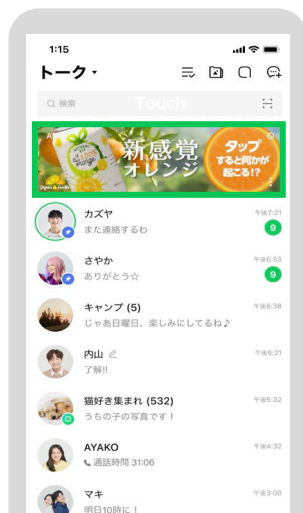 1:15
トーク
検索
Touch
新感覚
オレンジ
タップ
すると何かが
起こる!?
カズヤ
午後7:21
また連絡するわ
9
さやか
午後6:53
ありがとう☆
9
キャンプ (5)
午後6:38
じゃあ日曜日、楽しみにしてるね♪
内山
午後6:21
了解!!
猫好き集まれ (532)
午後5:32
うちの子の写真です！
AYAKO
午後4:32
通話時間 31:06
マキ
午後3:00
明日10時に！